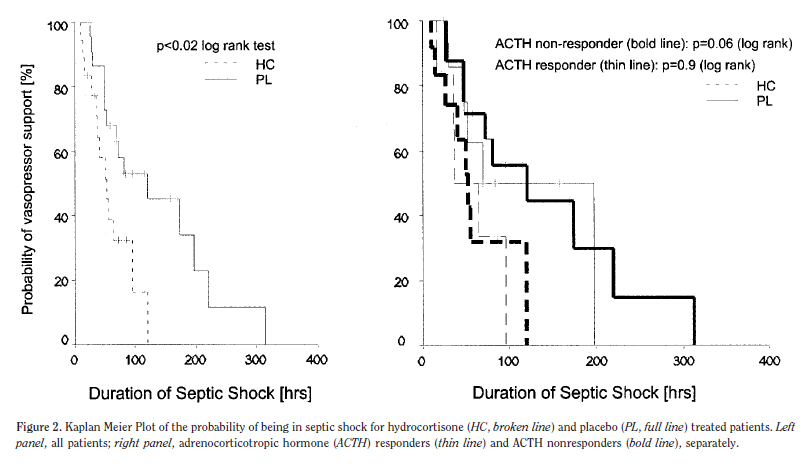 100
80
60
40
20
0
Probability of vasopressor support [%]
p<0.02 log rank test
HC
PL
0 100 200 300 400
Duration of Septic Shock [hrs]
100
80
60
40
20
0
ACTH non-responder (bold line): p=0.06 (log rank)
ACTH responder (thin line): p=0.9 (log rank)
HC
PL
0 100 200 300 400
Duration of Septic Shock [hrs]
Figure 2. Kaplan Meier Plot of the probability of being in septic shock for hydrocortisone (HC, broken line) and placebo (PL, full line) treated patients. Left
panel, all patients; right panel, adrenocorticotropic hormone (ACTH) responders (thin line) and ACTH nonresponders (bold line), separately.